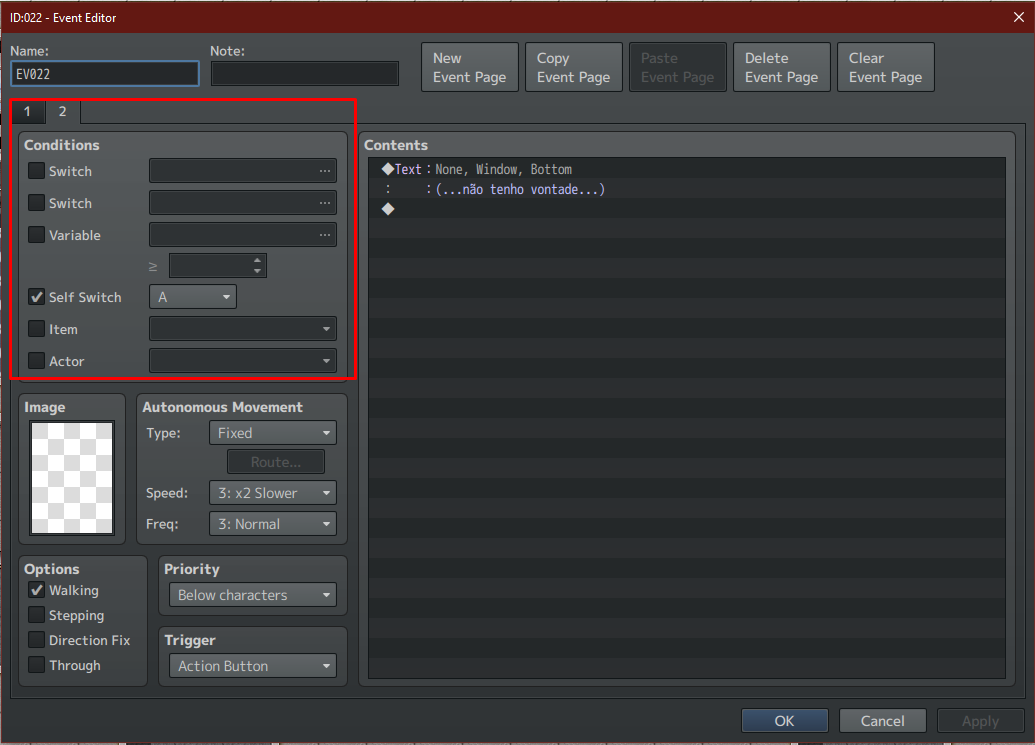 ID:022 - Event Editor
Name:
Note:
EV022
New
Event Page
Copy
Event Page
Paste
Event Page
Delete
Event Page
Clear
Event Page
1
2
Conditions
Switch
...
Switch
...
Variable
...
≥
Self Switch
A
Item
Actor
Contents
◆Text : None, Window, Bottom
: : (...não tenho vontade...)
◆
Image
Autonomous Movement
Type:
Fixed
Route...
Speed:
3: x2 Slower
Freq:
3: Normal
Options
Walking
Stepping
Direction Fix
Through
Priority
Below characters
Trigger
Action Button
OK
Cancel
Apply